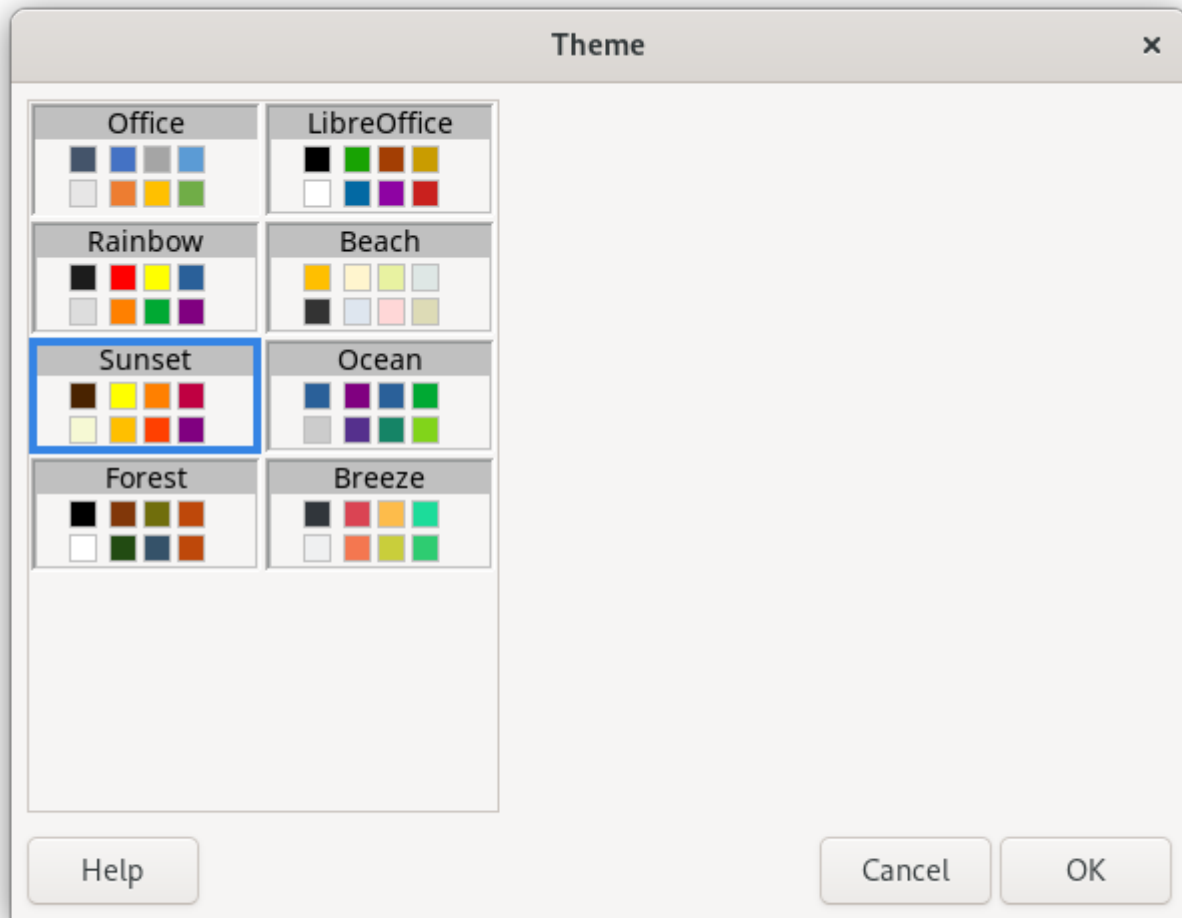 Theme
Office
LibreOffice
Rainbow
Beach
Sunset
Ocean
Forest
Breeze
Help
Cancel
OK